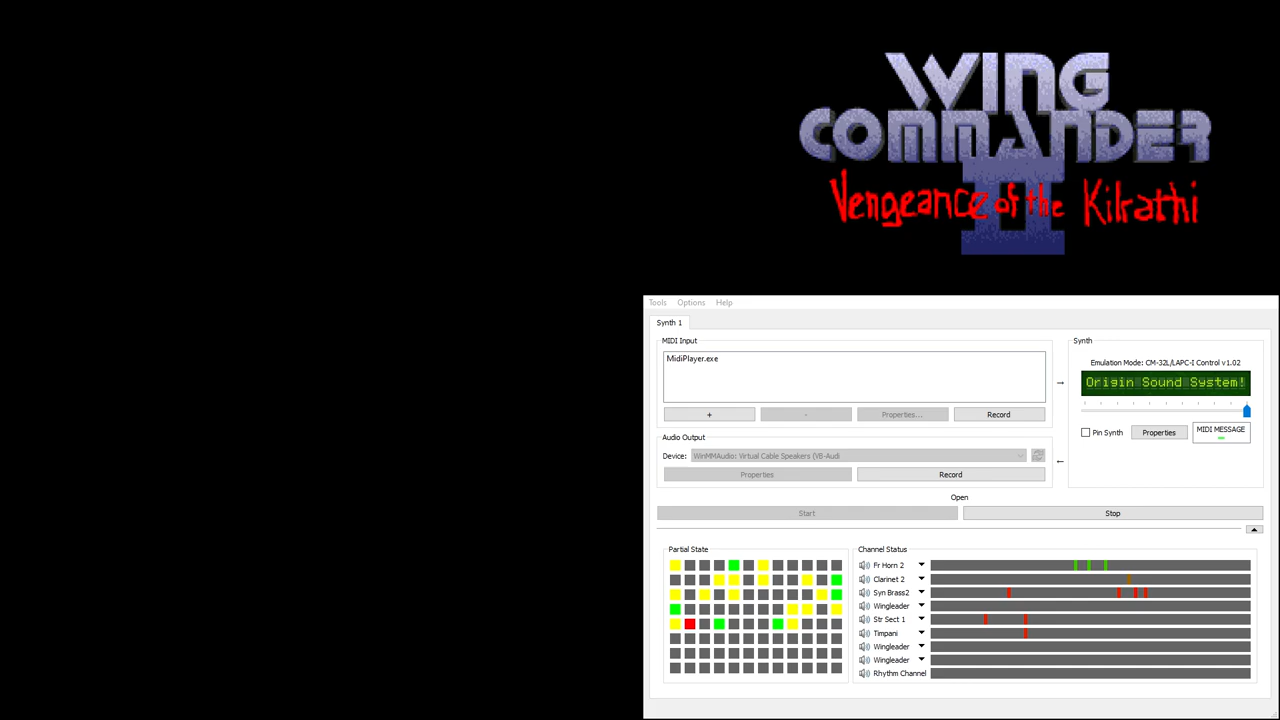 WING
COMMANDER
II
Vengeance of the Kilrathi
Tools Options Help
Synth 1
MIDI Input
MidiPlayer.exe
+ - Properties... Record
Audio Output
Device: WinMMAudio: Virtual Cable Speakers (VB-Audi
Properties Record
Synth
Emulation Mode: CM-32L/LAPC-I Control v1.02
Origin Sound System!
Pin Synth Properties MIDI MESSAGE
Open
Start Stop
Partial State
Channel Status
Fr Horn 2
Clarinet 2
Syn Brass2
Wingleader
Str Sect 1
Timpani
Wingleader
Wingleader
Rhythm Channel